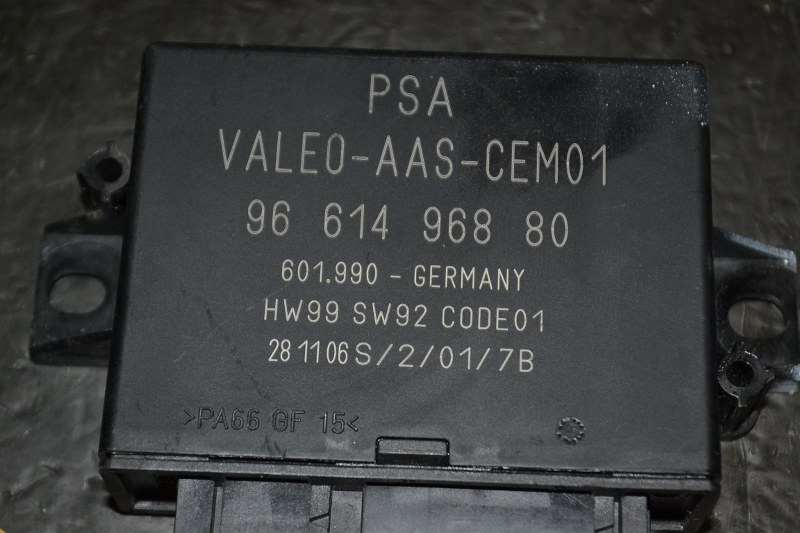 PSA
VALEO-AAS-CEM01
96 614 968 80
601.990 - GERMANY
HW99 SW92 CODE01
281106S/2/01/7B
>PA66 GF 15<